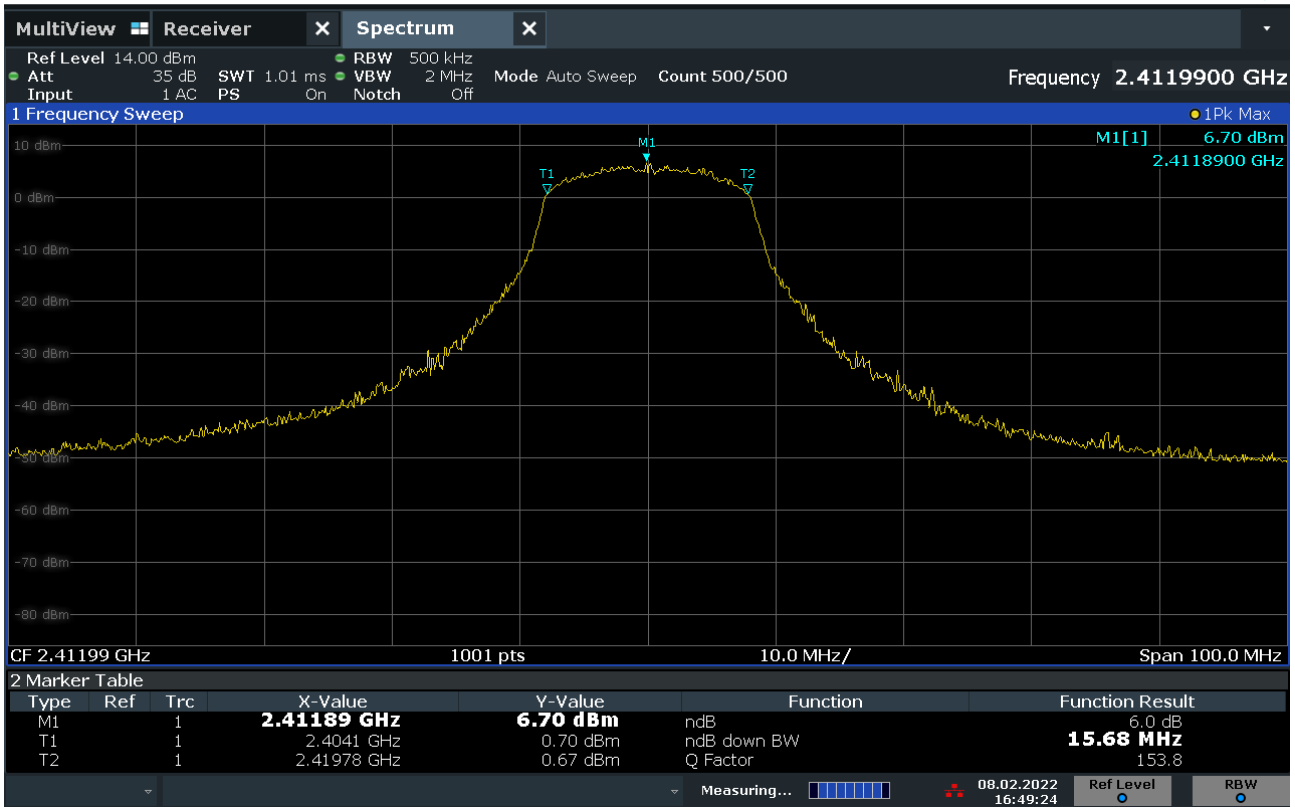 MultiView Receiver X Spectrum X
Ref Level 14.00 dBm RBW 500 kHz
Att 35 dB SWT 1.01 ms VBW 2 MHz Mode Auto Sweep Count 500/500 Frequency 2.4119900 GHz
Input 1 AC PS On Notch Off
1 Frequency Sweep 1Pk Max
M1[1] 6.70 dBm
2.4118900 GHz
10 dBm
M1
T1 T2
0 dBm
-10 dBm
-20 dBm
-30 dBm
-40 dBm
-50 dBm
-60 dBm
-70 dBm
-80 dBm
CF 2.41199 GHz 1001 pts 10.0 MHz/ Span 100.0 MHz
2 Marker Table
Type Ref Trc X-Value Y-Value Function Function Result
M1 1 2.41189 GHz 6.70 dBm ndB 6.0 dB
T1 1 2.4041 GHz 0.70 dBm ndB down BW 15.68 MHz
T2 1 2.41978 GHz 0.67 dBm Q Factor 153.8
Measuring... 08.02.2022 Ref Level RBW
16:49:24